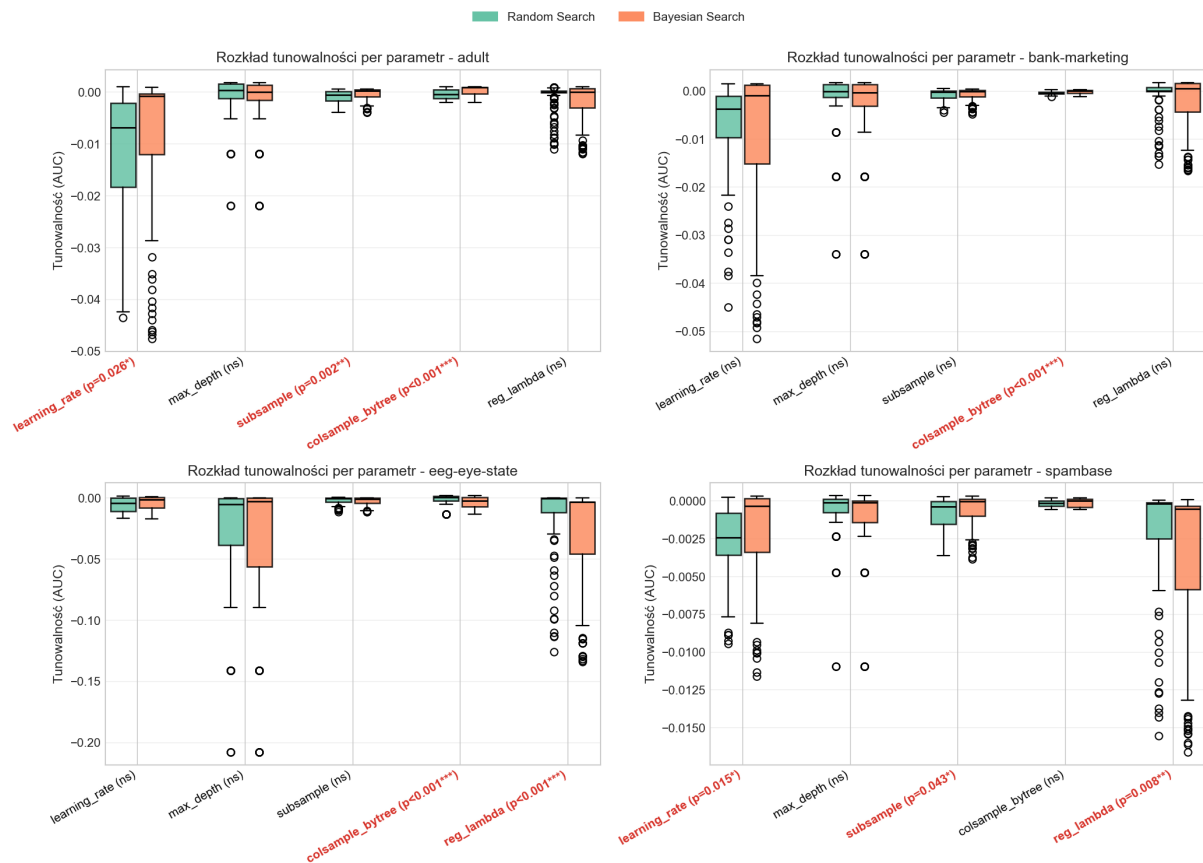 Random Search Bayesian Search
Rozkład tunowalności per parametr - adult
Tunowalność (AUC)
0.00
−0.01
−0.02
−0.03
−0.04
−0.05
learning_rate (p=0.026*)
max_depth (ns)
subsample (p=0.002**)
colsample_bytree (p<0.001***)
reg_lambda (ns)
Rozkład tunowalności per parametr - bank-marketing
Tunowalność (AUC)
0.00
−0.01
−0.02
−0.03
−0.04
−0.05
learning_rate (ns)
max_depth (ns)
subsample (ns)
colsample_bytree (p<0.001***)
reg_lambda (ns)
Rozkład tunowalności per parametr - eeg-eye-state
Tunowalność (AUC)
0.00
−0.05
−0.10
−0.15
−0.20
learning_rate (ns)
max_depth (ns)
subsample (ns)
colsample_bytree (p<0.001***)
reg_lambda (p<0.001***)
Rozkład tunowalności per parametr - spambase
Tunowalność (AUC)
0.0000
−0.0025
−0.0050
−0.0075
−0.0100
−0.0125
−0.0150
learning_rate (p=0.015*)
max_depth (ns)
subsample (p=0.043*)
colsample_bytree (ns)
reg_lambda (p=0.008**)